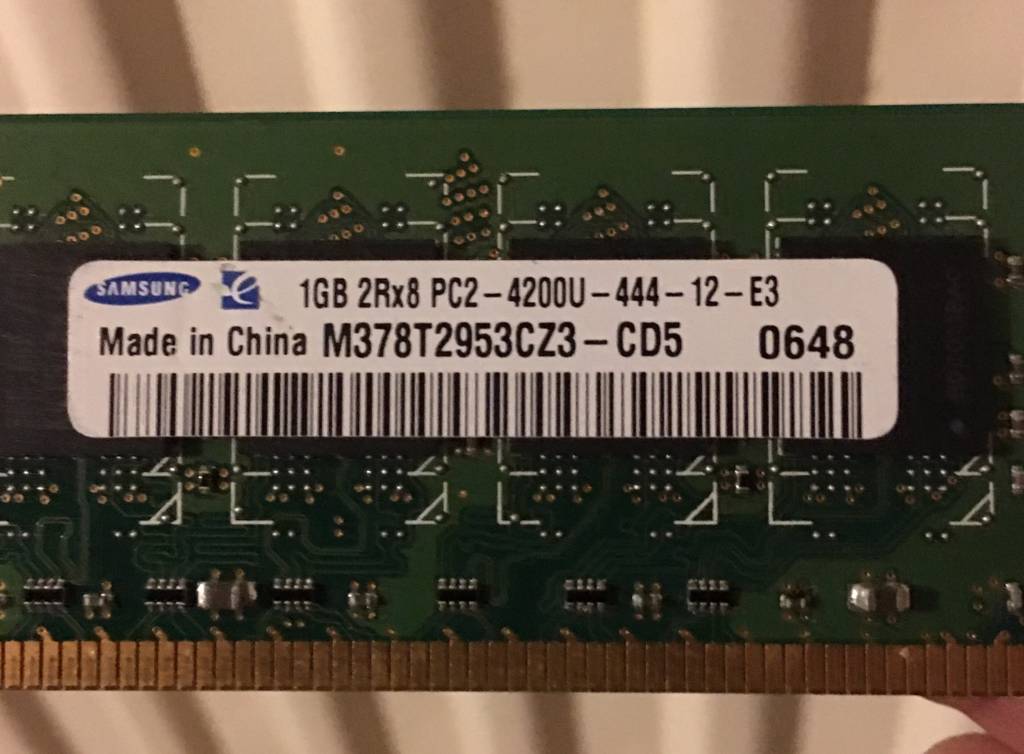 SAMSUNG e 1GB 2Rx8 PC2-4200U-444-12-E3
Made in China M378T2953CZ3-CD5 0648